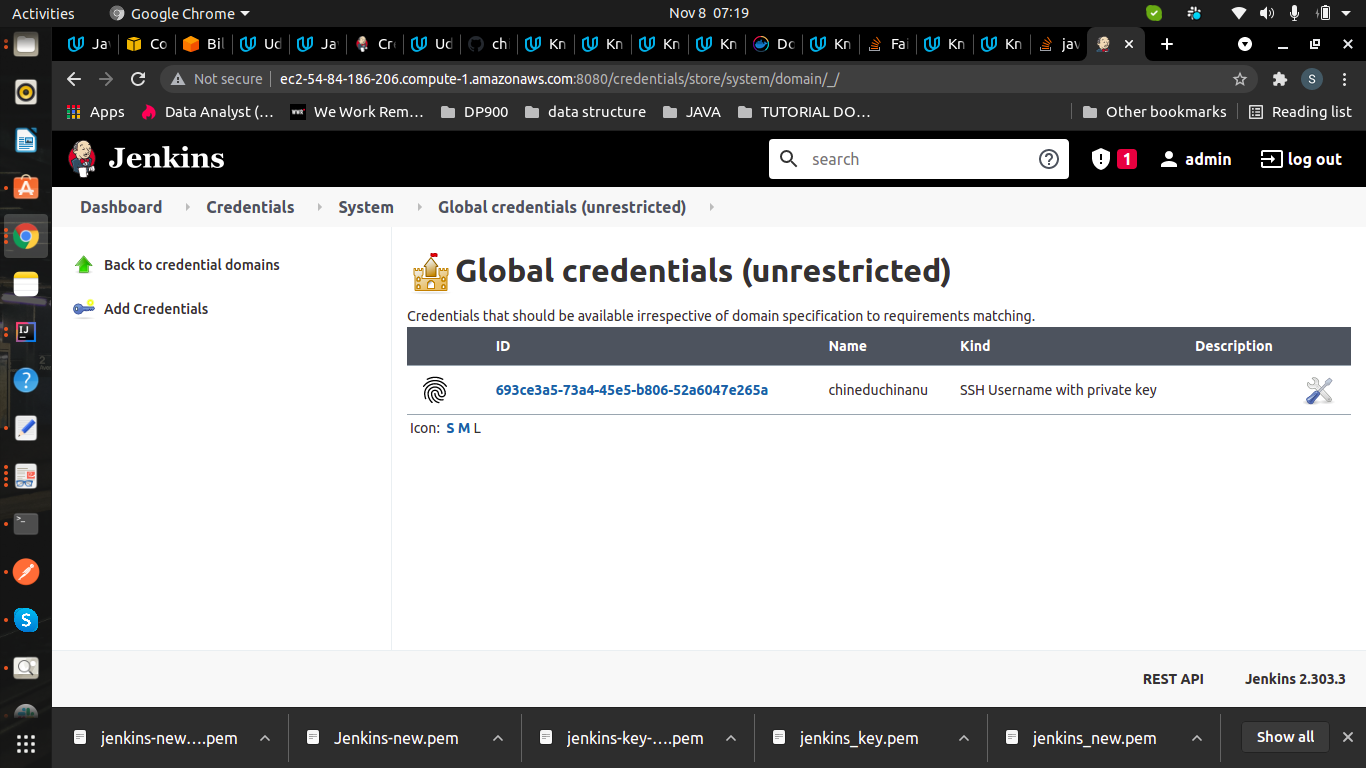 Activities Google Chrome Nov 8 07:19
Jav Co Bil Ud Jav Cre Ud ch Kn Kn Kn Kn Do Kn Fai Kn Kn jav
Not secure ec2-54-84-186-206.compute-1.amazonaws.com:8080/credentials/store/system/domain/_/ S
Apps Data Analyst (... We Work Rem... DP900 data structure JAVA TUTORIAL DO... Other bookmarks Reading list
Jenkins search 1 admin log out
Dashboard Credentials System Global credentials (unrestricted)
Back to credential domains
Add Credentials
Global credentials (unrestricted)
Credentials that should be available irrespective of domain specification to requirements matching.
ID Name Kind Description
693ce3a5-73a4-45e5-b806-52a6047e265a chineduchinanu SSH Username with private key
Icon: S M L
REST API Jenkins 2.303.3
jenkins-new....pem Jenkins-new.pem jenkins-key-....pem jenkins_key.pem jenkins_new.pem Show all